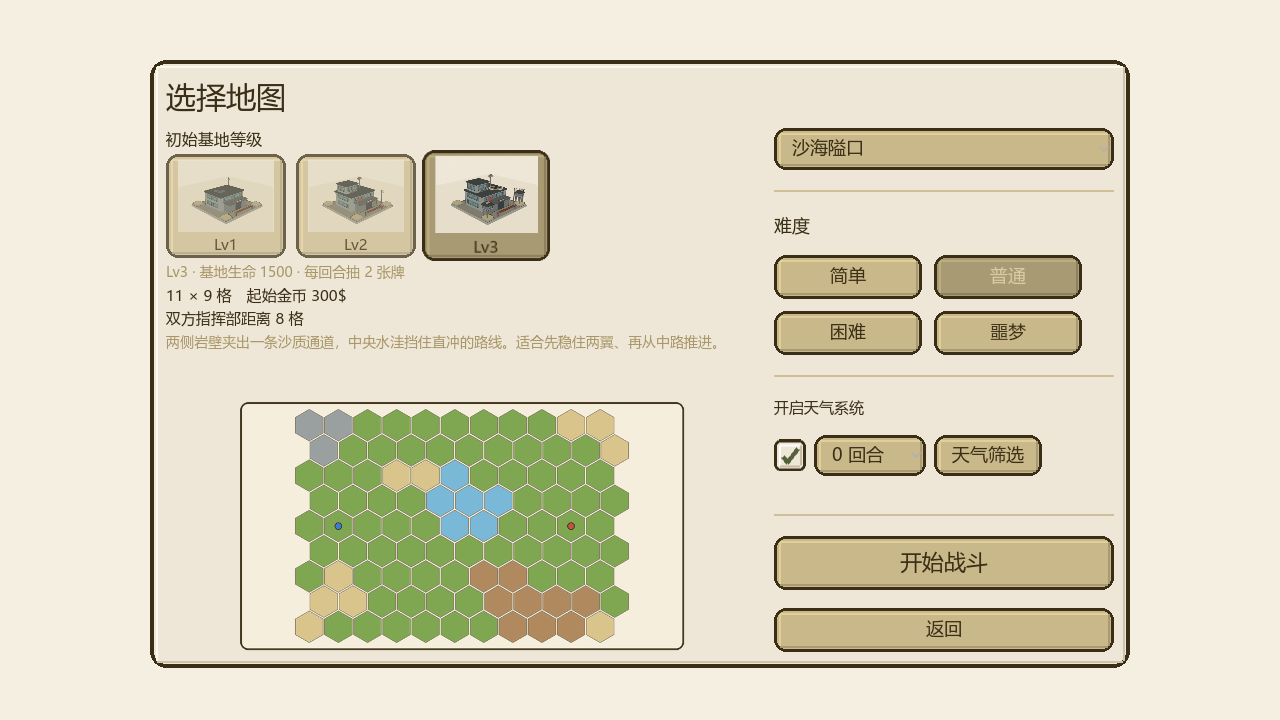 选择地图
初始基地等级
Lv1
Lv2
Lv3
Lv3 · 基地生命 1500 · 每回合抽 2 张牌
11 × 9 格 起始金币 300$
双方指挥部距离 8 格
两侧岩壁夹出一条沙质通道，中央水洼挡住直冲的路线。适合先稳住两翼、再从中路推进。
沙海隘口
难度
简单
普通
困难
噩梦
开启天气系统
0 回合
天气筛选
开始战斗
返回